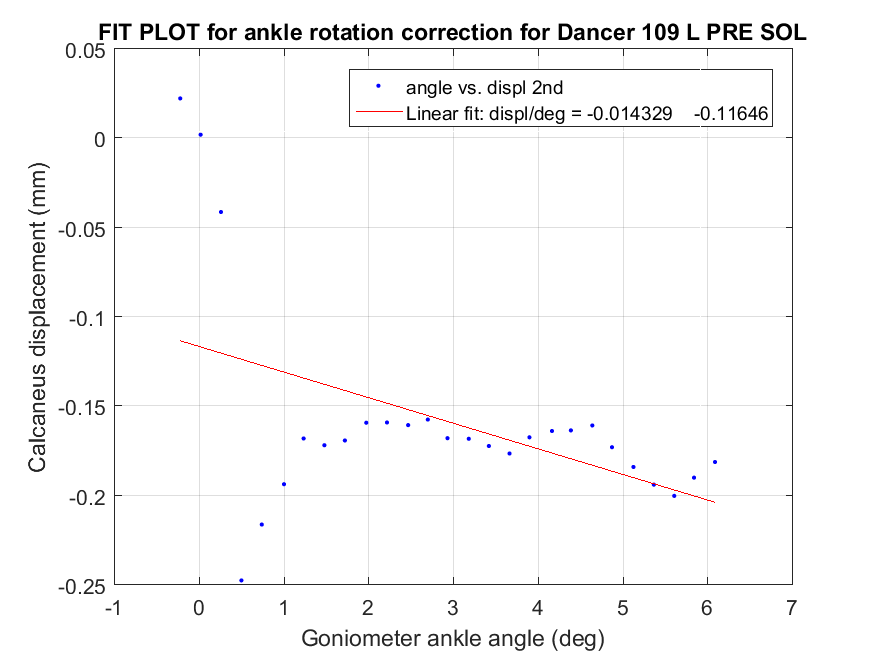 FIT PLOT for ankle rotation correction for Dancer 109 L PRE SOL
angle vs. displ 2nd
Linear fit: displ/deg = -0.014329 -0.11646
0.05
0
-0.05
-0.1
-0.15
-0.2
-0.25
Calcaneus displacement (mm)
-1 0 1 2 3 4 5 6 7
Goniometer ankle angle (deg)